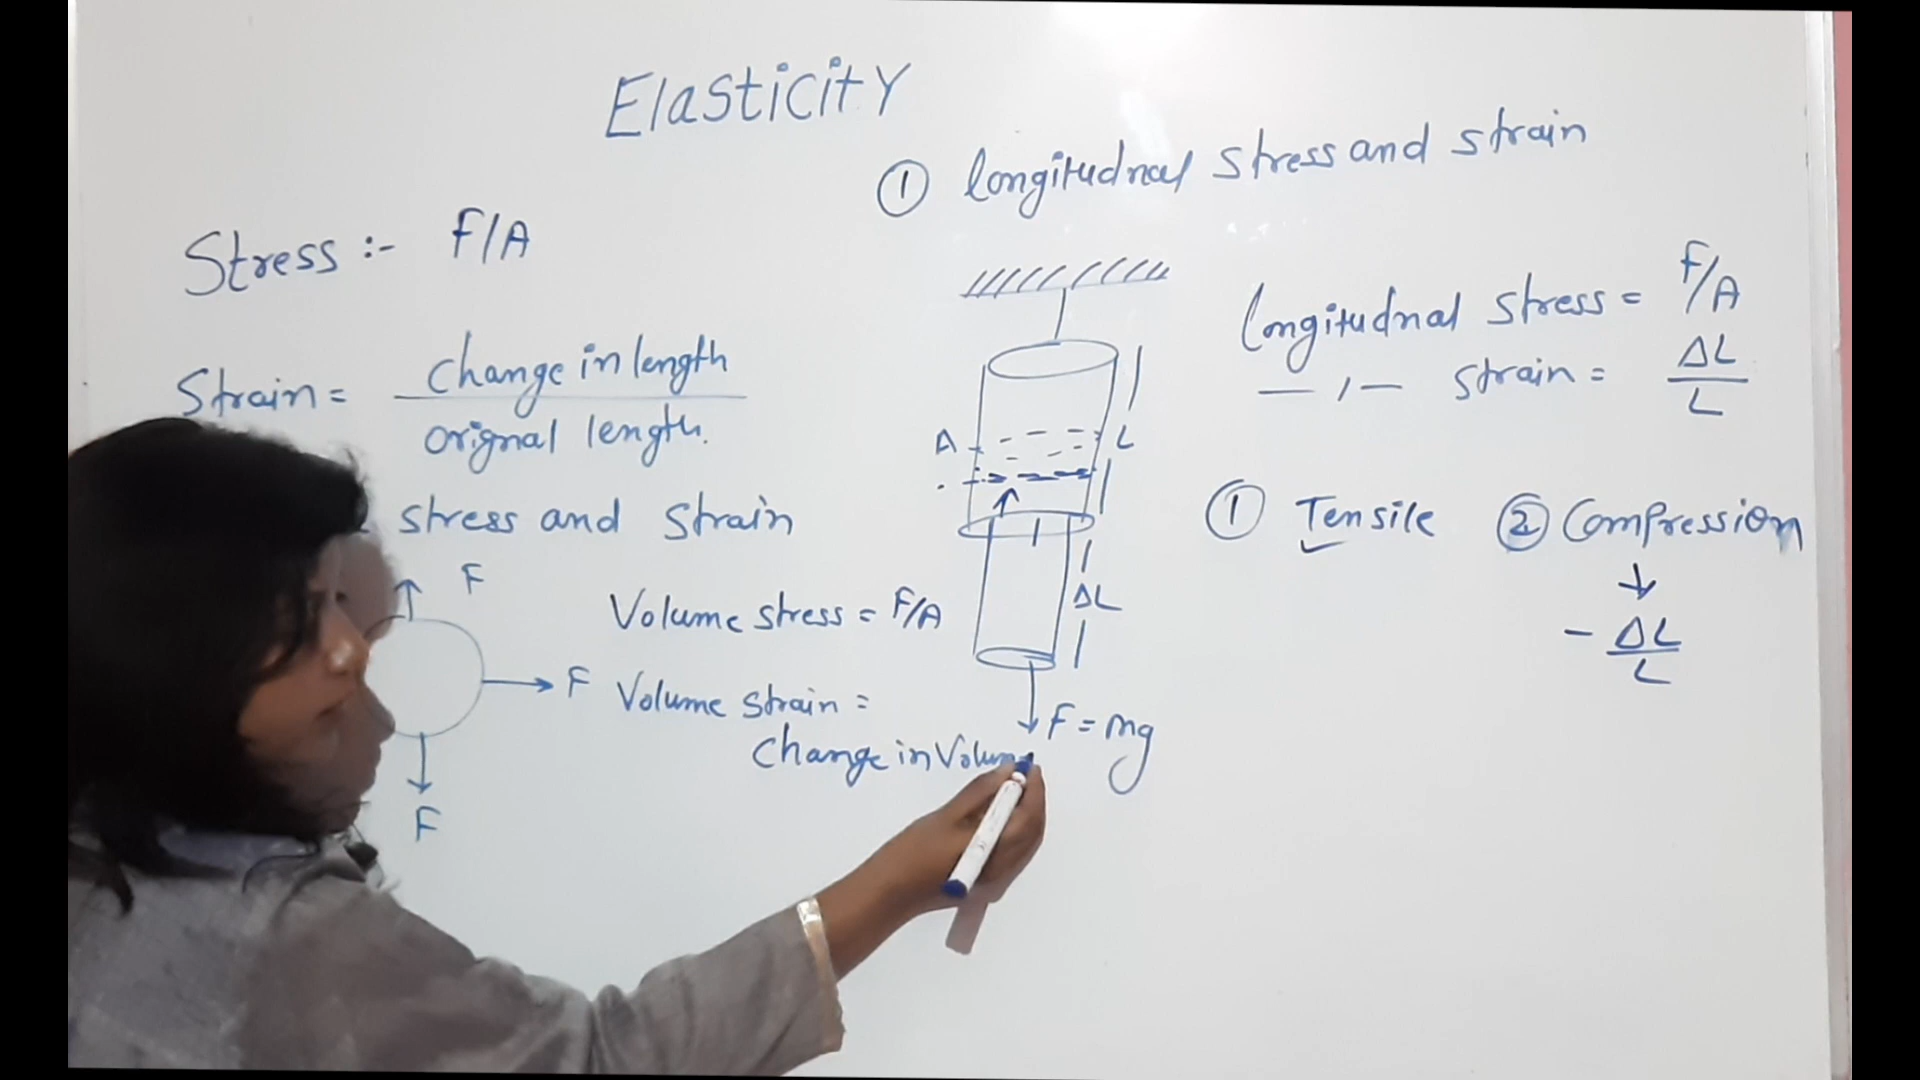 Elasticity
① longitudnal stress and strain
Stress :- F/A
Strain = change in length
orignal length.
stress and strain
F
F
F
Volume stress = F/A
Volume strain =
Change in Volum
A
L
ΔL
F = mg
longitudnal stress = F/A
— , — strain = ΔL
L
① Tensile ② Compression
- ΔL
L